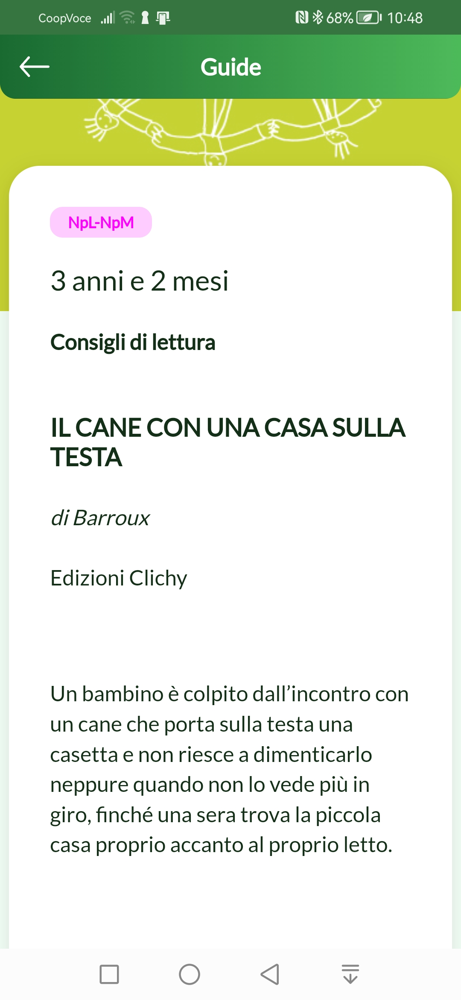 CoopVoce 68% 10:48
Guide
NpL-NpM
3 anni e 2 mesi
Consigli di lettura
IL CANE CON UNA CASA SULLA
TESTA
di Barroux
Edizioni Clichy
Un bambino è colpito dall’incontro con
un cane che porta sulla testa una
casetta e non riesce a dimenticarlo
neppure quando non lo vede più in
giro, finché una sera trova la piccola
casa proprio accanto al proprio letto.